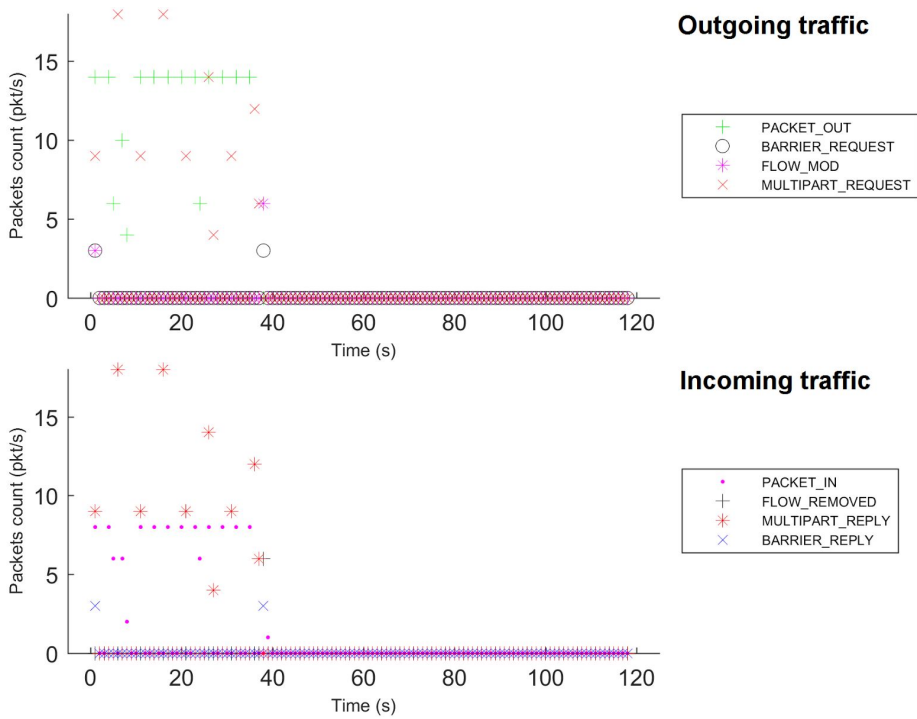 Outgoing traffic
Packets count (pkt/s)
15
10
5
0
0
20
40
60
80
100
120
Time (s)
PACKET_OUT
BARRIER_REQUEST
FLOW_MOD
MULTIPART_REQUEST
Incoming traffic
Packets count (pkt/s)
15
10
5
0
0
20
40
60
80
100
120
Time (s)
PACKET_IN
FLOW_REMOVED
MULTIPART_REPLY
BARRIER_REPLY